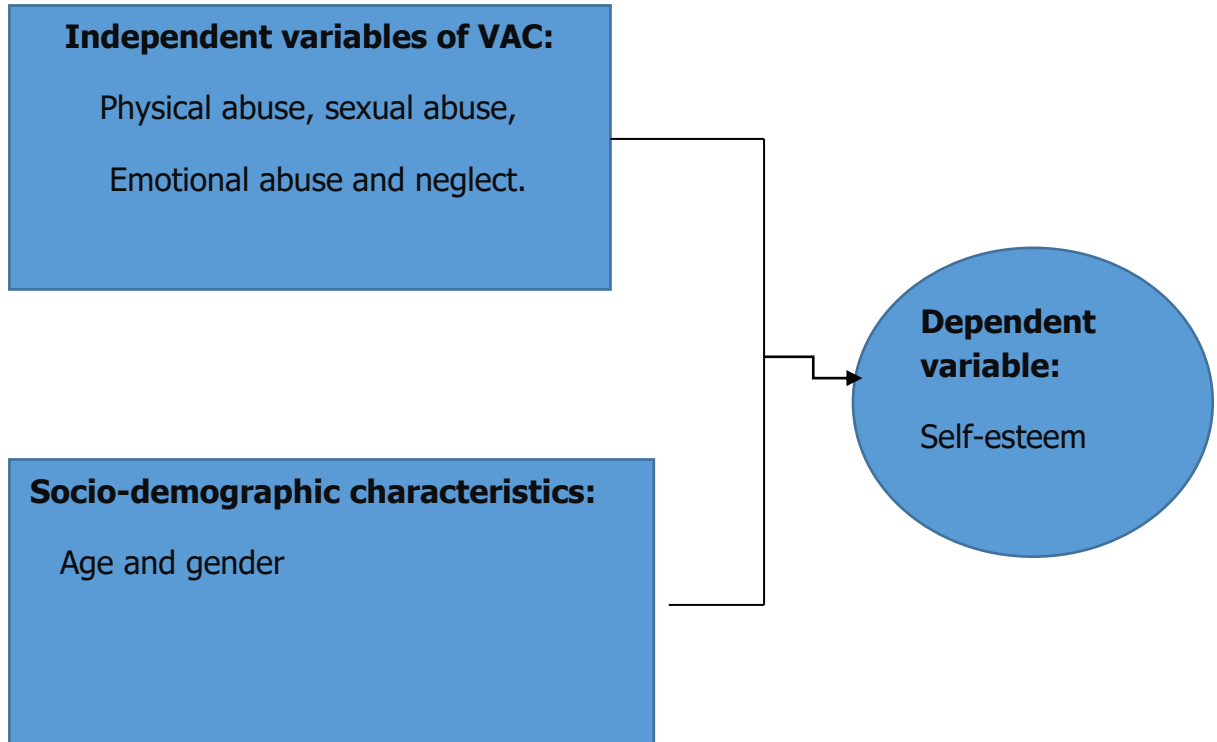 Independent variables of VAC:
Physical abuse, sexual abuse,
Emotional abuse and neglect.
Dependent
variable:
Self-esteem
Socio-demographic characteristics:
Age and gender